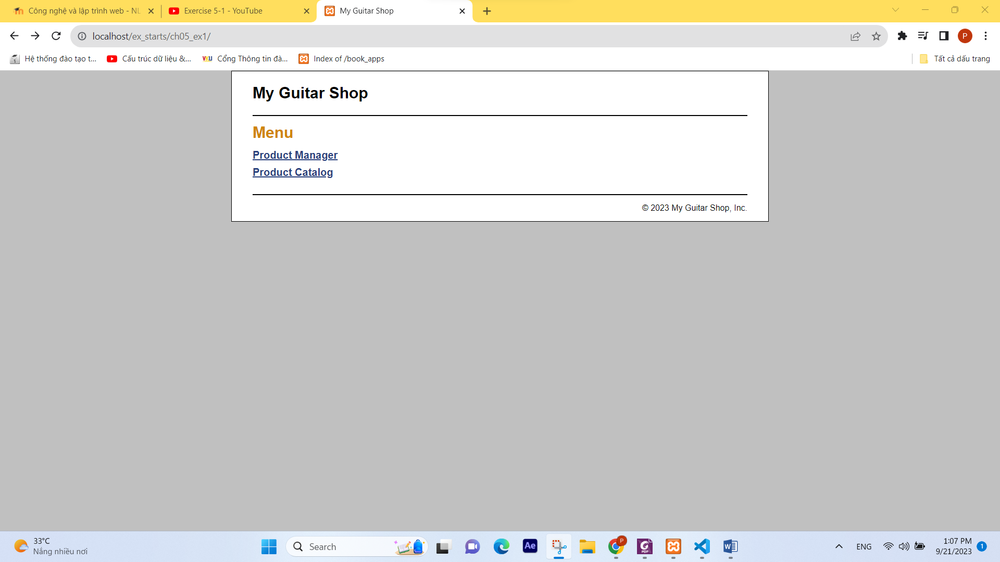 Công nghệ và lập trình web - NL
Exercise 5-1 - YouTube
My Guitar Shop
localhost/ex_starts/ch05_ex1/
P
Hệ thống đào tạo t...
Cấu trúc dữ liệu &...
VKU
Cổng Thông tin đà...
Index of /book_apps
Tất cả dấu trang
My Guitar Shop
Menu
Product Manager
Product Catalog
© 2023 My Guitar Shop, Inc.
33°C
Nắng nhiều nơi
Search
Ae
P
PDF
W
ENG
1:07 PM
9/21/2023
1